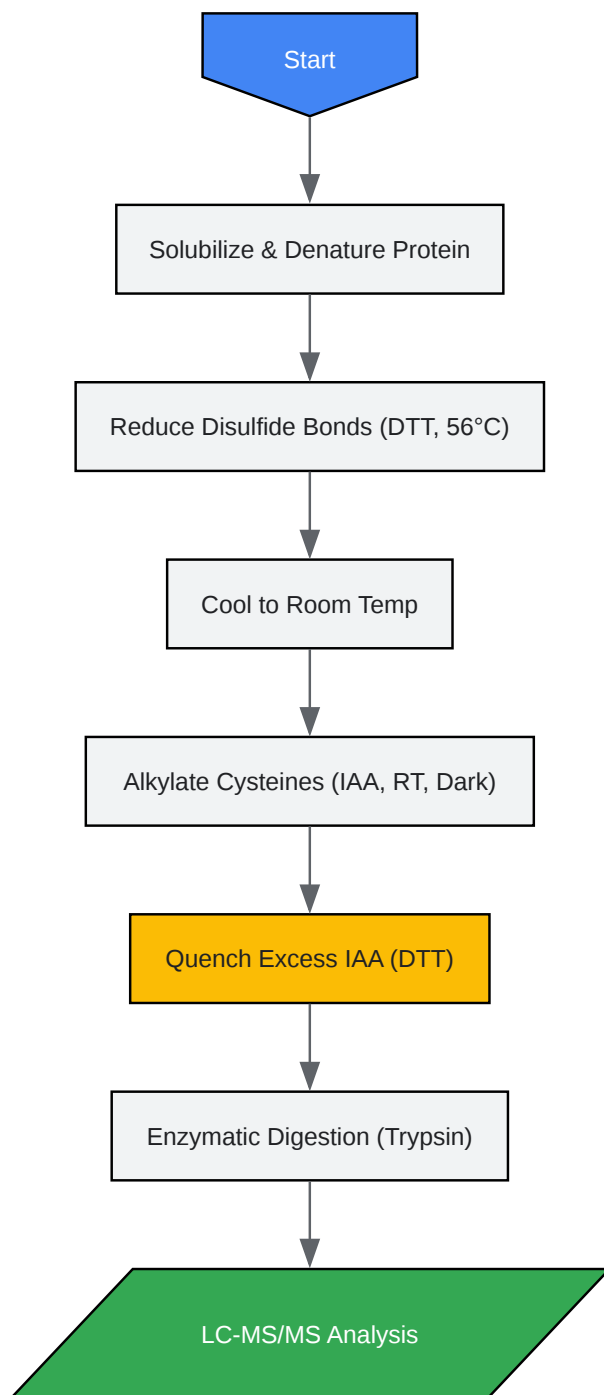 Start
Solubilize & Denature Protein
Reduce Disulfide Bonds (DTT, 56°C)
Cool to Room Temp
Alkylate Cysteines (IAA, RT, Dark)
Quench Excess IAA (DTT)
Enzymatic Digestion (Trypsin)
LC-MS/MS Analysis